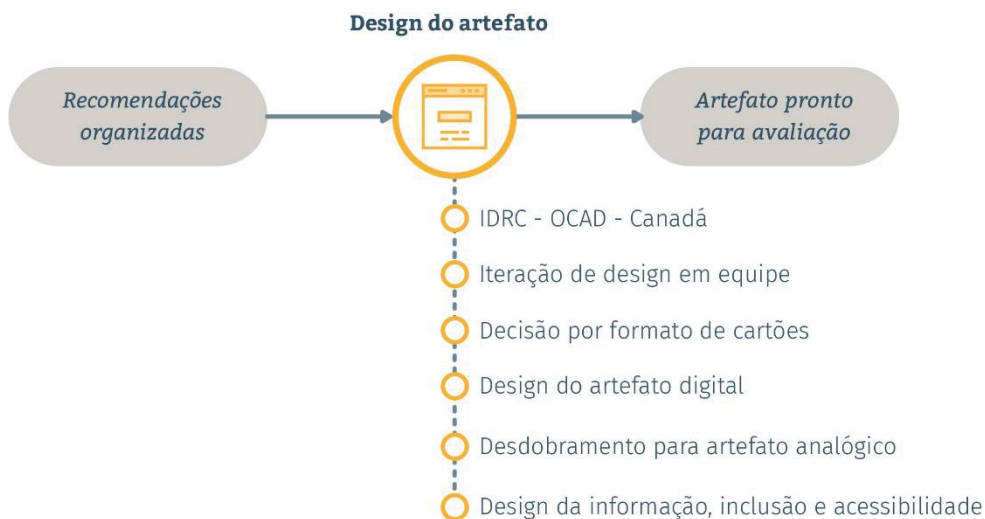 Design do artefato
Recomendações
organizadas
Artefato pronto
para avaliação
IDRC - OCAD - Canadá
Iteração de design em equipe
Decisão por formato de cartões
Design do artefato digital
Desdobramento para artefato analógico
Design da informação, inclusão e acessibilidade